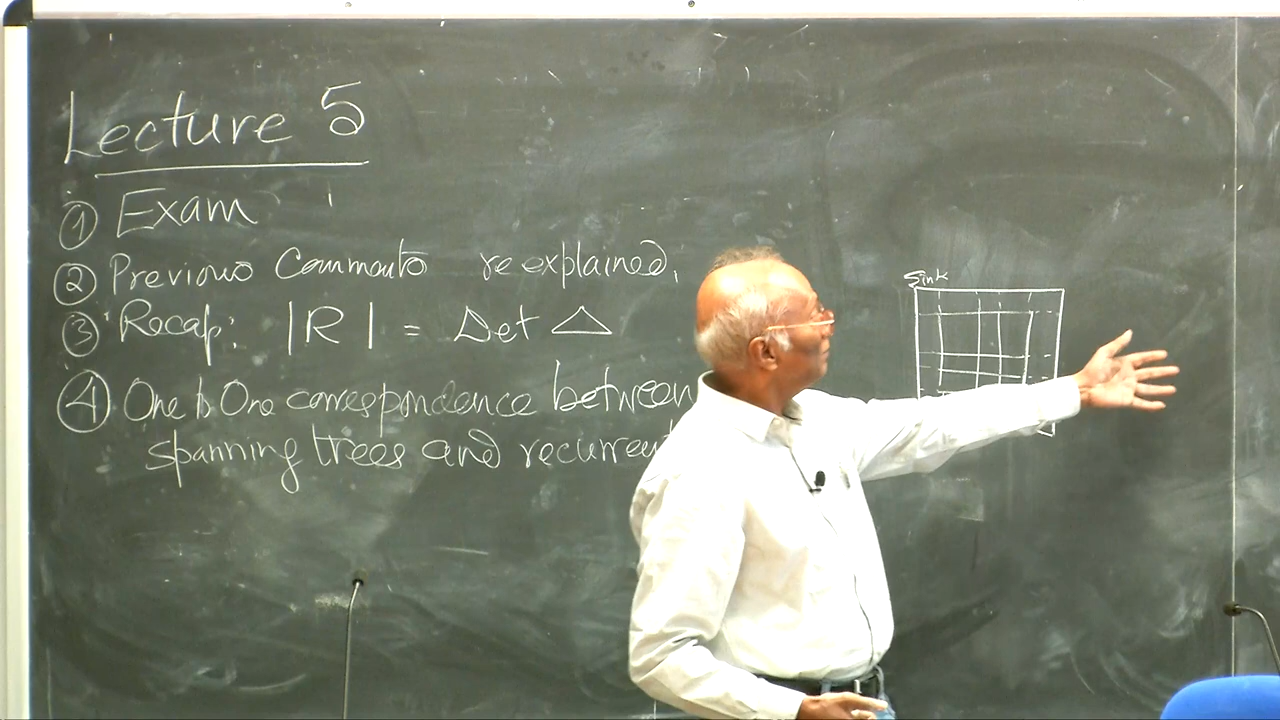 Lecture 5
① Exam
② Previous Comments re explained,
③ Recap: |R| = Det △
④ One to One correspondence between
spanning trees and recurrent
Sink